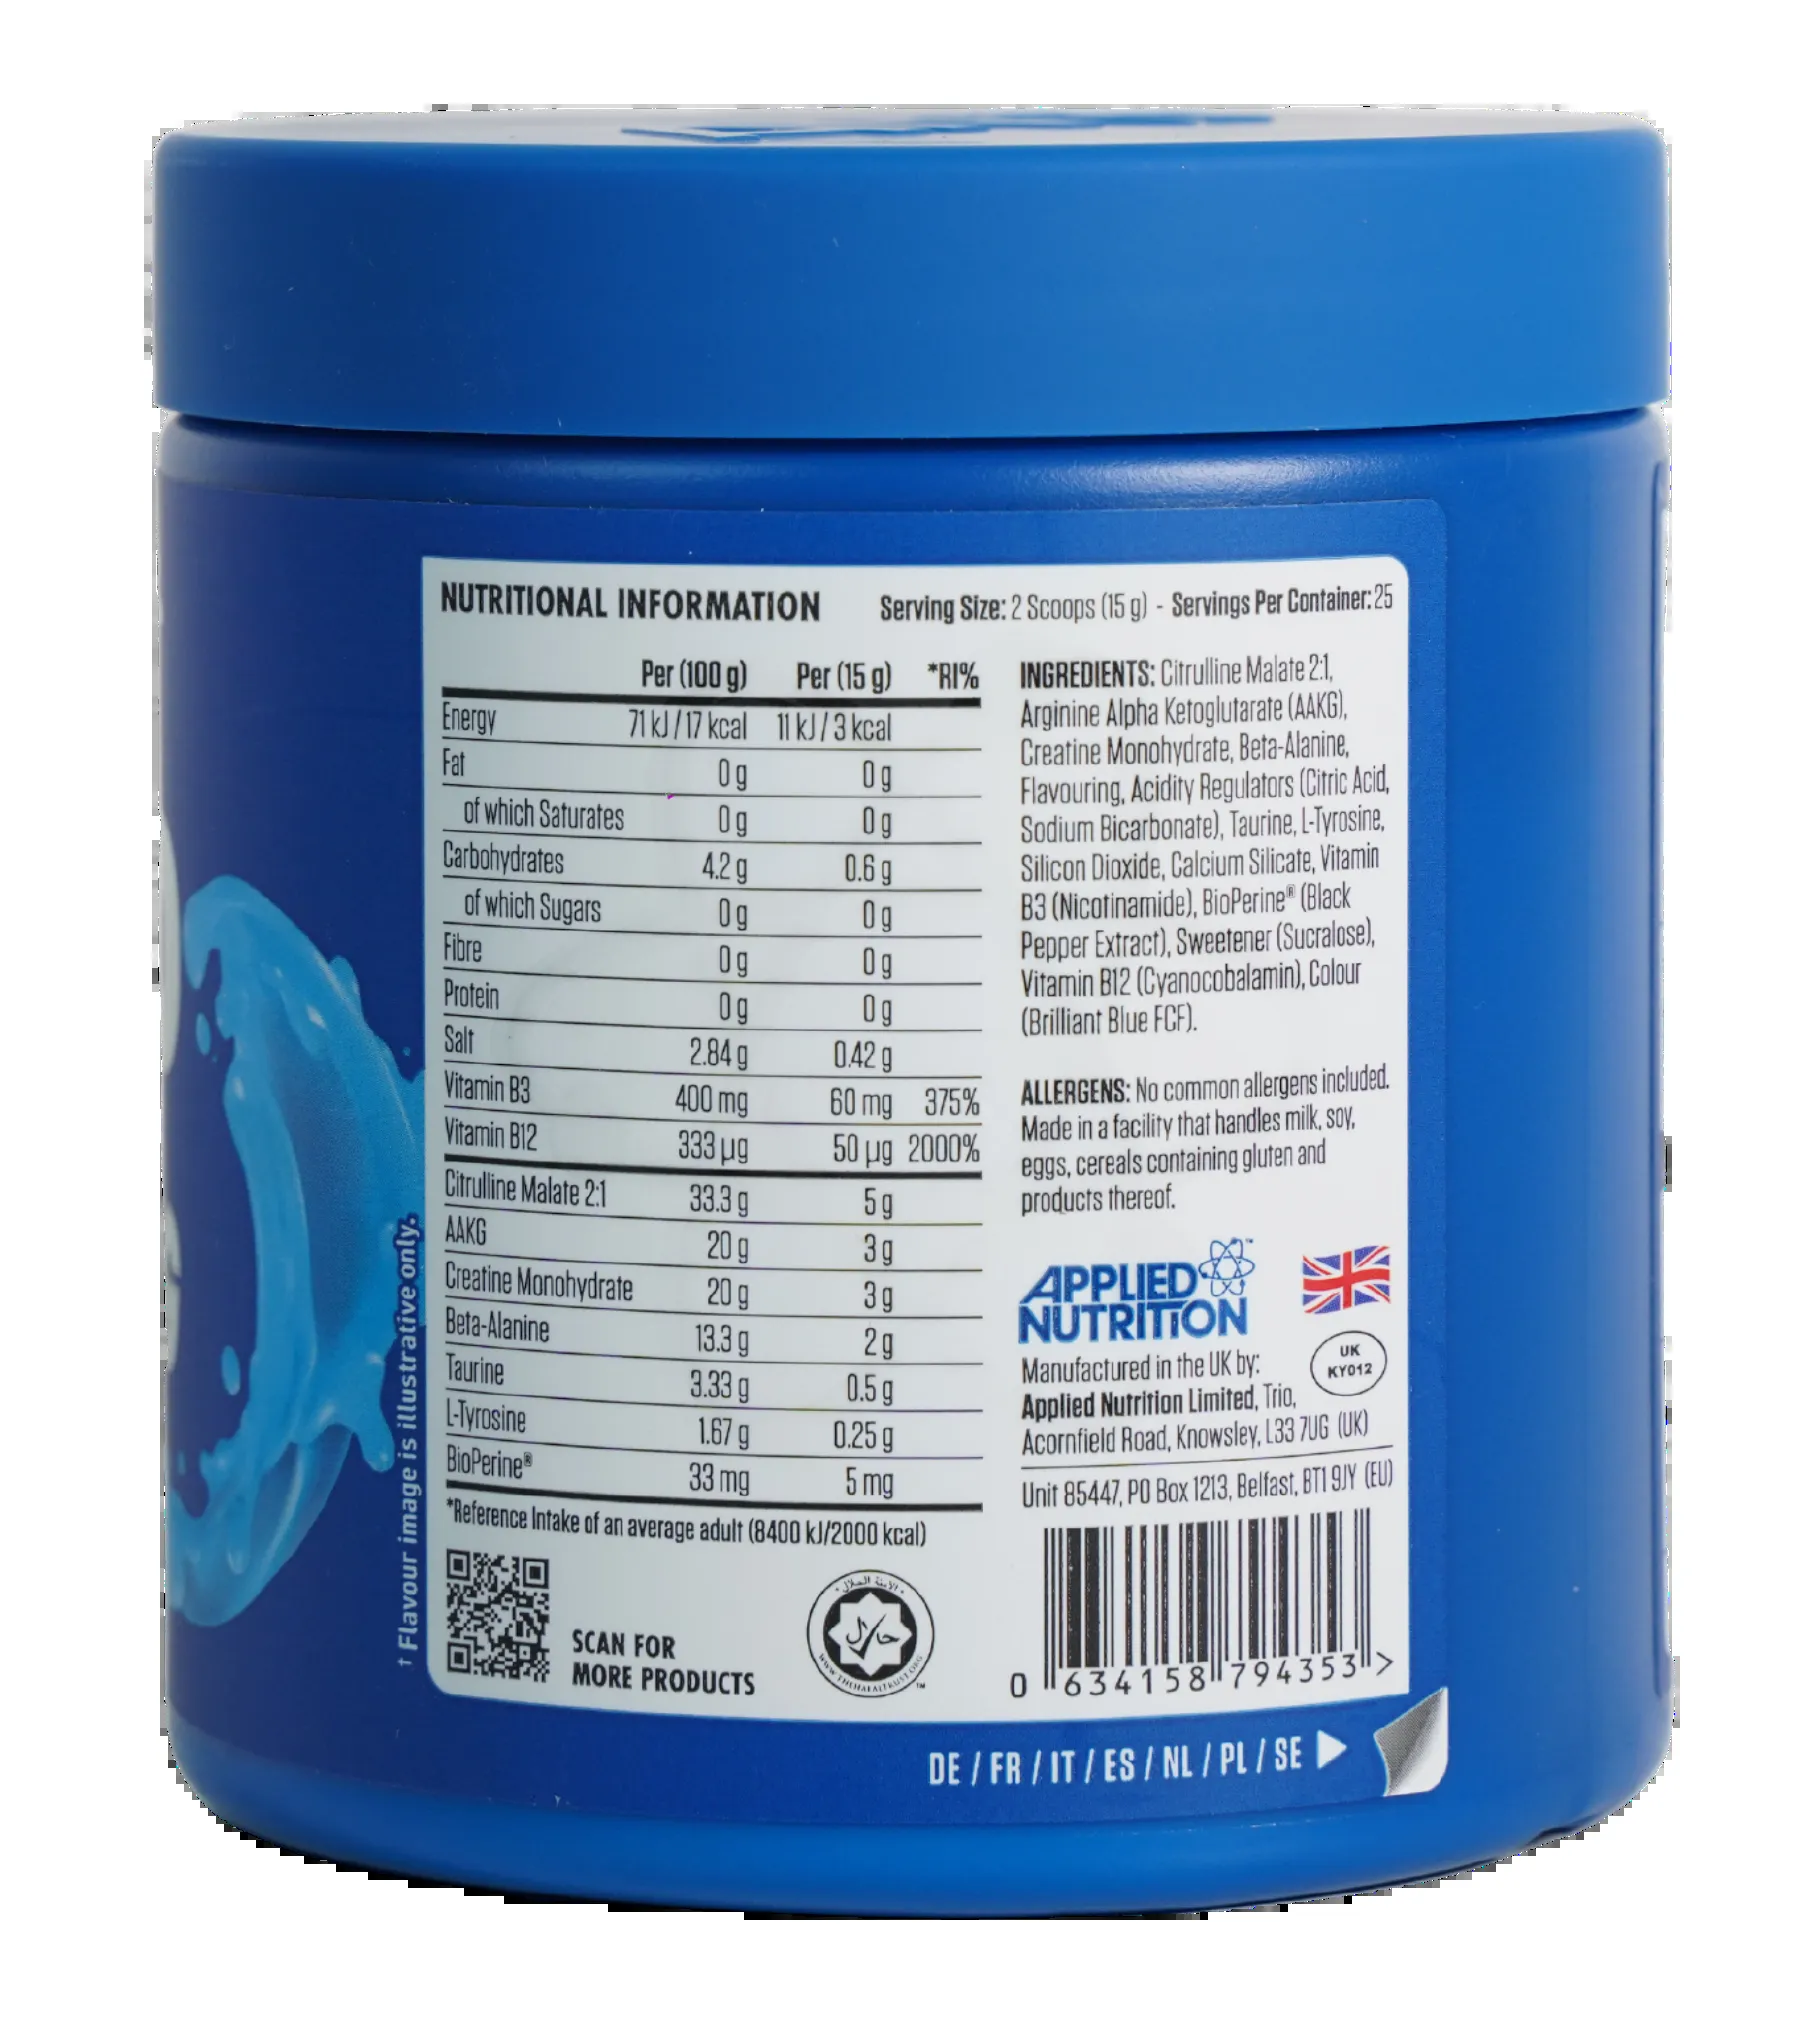 NUTRITIONAL INFORMATION
Serving Size: 2 Scoops (15 g) - Servings Per Container: 25
Per (100 g) Per (15 g) *RI%
Energy 71 kJ / 17 kcal 11 kJ / 3 kcal
Fat 0 g 0 g
of which Saturates 0 g 0 g
Carbohydrates 4.2 g 0.6 g
of which Sugars 0 g 0 g
Fibre 0 g 0 g
Protein 0 g 0 g
Salt 2.84 g 0.42 g
Vitamin B3 400 mg 60 mg 375%
Vitamin B12 333 µg 50 µg 2000%
Citrulline Malate 2:1 33.3 g 5 g
AAKG 20 g 3 g
Creatine Monohydrate 20 g 3 g
Beta-Alanine 13.3 g 2 g
Taurine 3.33 g 0.5 g
L-Tyrosine 1.67 g 0.25 g
BioPerine® 33 mg 5 mg
*Reference Intake of an average adult (8400 kJ/2000 kcal)
SCAN FOR
MORE PRODUCTS
حلال
WWW.THEHALALTRUST.ORG
TM
INGREDIENTS: Citrulline Malate 2:1,
Arginine Alpha Ketoglutarate (AAKG),
Creatine Monohydrate, Beta-Alanine,
Flavouring, Acidity Regulators (Citric Acid,
Sodium Bicarbonate), Taurine, L-Tyrosine,
Silicon Dioxide, Calcium Silicate, Vitamin
B3 (Nicotinamide), BioPerine® (Black
Pepper Extract), Sweetener (Sucralose),
Vitamin B12 (Cyanocobalamin), Colour
(Brilliant Blue FCF).
ALLERGENS: No common allergens included.
Made in a facility that handles milk, soy,
eggs, cereals containing gluten and
products thereof.
APPLIED
NUTRITION
TM
UK
KY012
Manufactured in the UK by:
Applied Nutrition Limited, Trio,
Acornfield Road, Knowsley, L33 7UG (UK)
Unit 85447, PO Box 1213, Belfast, BT1 9JY (EU)
0 634158 794353 >
† Flavour image is illustrative only.
DE / FR / IT / ES / NL / PL / SE